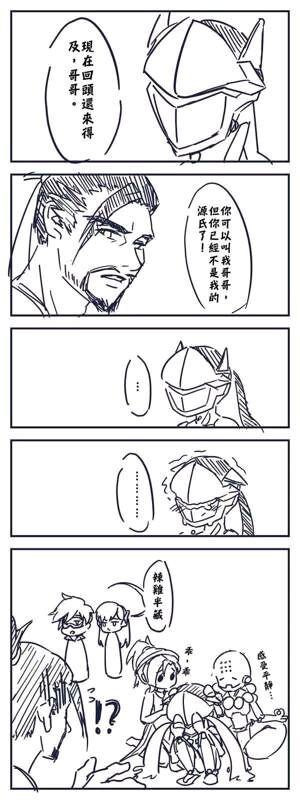 現在回頭還來得
及，哥哥。
你可以叫我哥哥，
但你已經不是我的
源氏了！
…
………
辣雞半藏
乖，乖
感受平靜…
!?